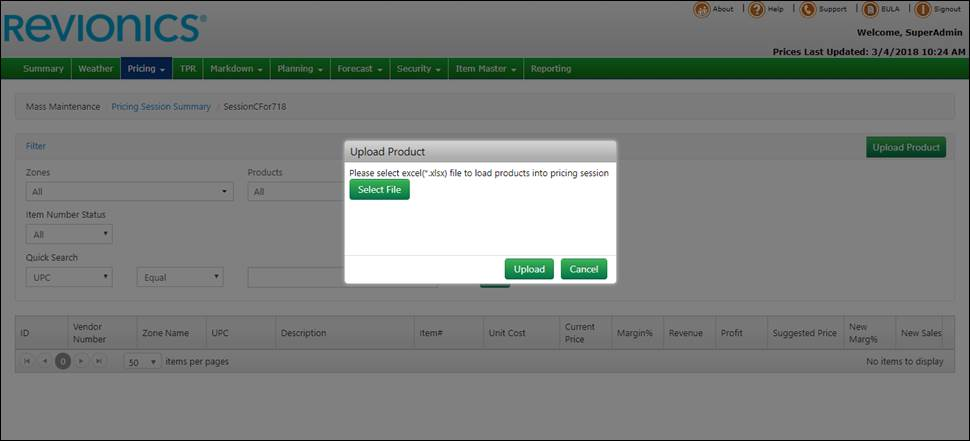 About Help Support EULA Signout
REVIONICS®
Welcome, SuperAdmin
Prices Last Updated: 3/4/2018 10:24 AM
Summary Weather Pricing TPR Markdown Planning Forecast Security Item Master Reporting
Mass Maintenance / Pricing Session Summary / SessionCFor718
Filter
Upload Product
Zones Products
All All
Item Number Status
All
Quick Search
UPC Equal
Upload Product
Please select excel(*.xlsx) file to load products into pricing session
Select File
Upload Cancel
ID Vendor Number Zone Name UPC Description Item# Unit Cost Current Price Margin% Revenue Profit Suggested Price New Marg% New Sales
0 50 items per pages No items to display